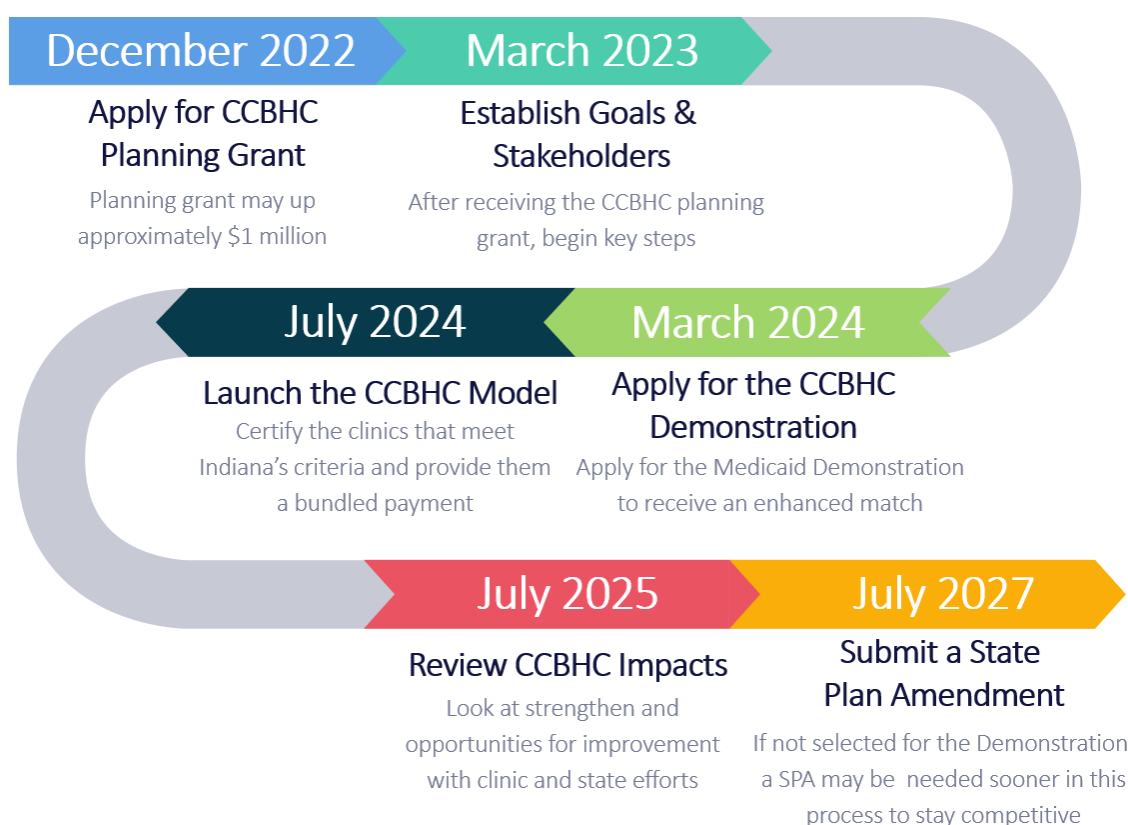 December 2022
Apply for CCBHC
Planning Grant
Planning grant may up
approximately $1 million
March 2023
Establish Goals &
Stakeholders
After receiving the CCBHC planning
grant, begin key steps
March 2024
Apply for the CCBHC
Demonstration
Apply for the Medicaid Demonstration
to receive an enhanced match
July 2024
Launch the CCBHC Model
Certify the clinics that meet
Indiana’s criteria and provide them
a bundled payment
July 2025
Review CCBHC Impacts
Look at strengthen and
opportunities for improvement
with clinic and state efforts
July 2027
Submit a State
Plan Amendment
If not selected for the Demonstration
a SPA may be  needed sooner in this
process to stay competitive